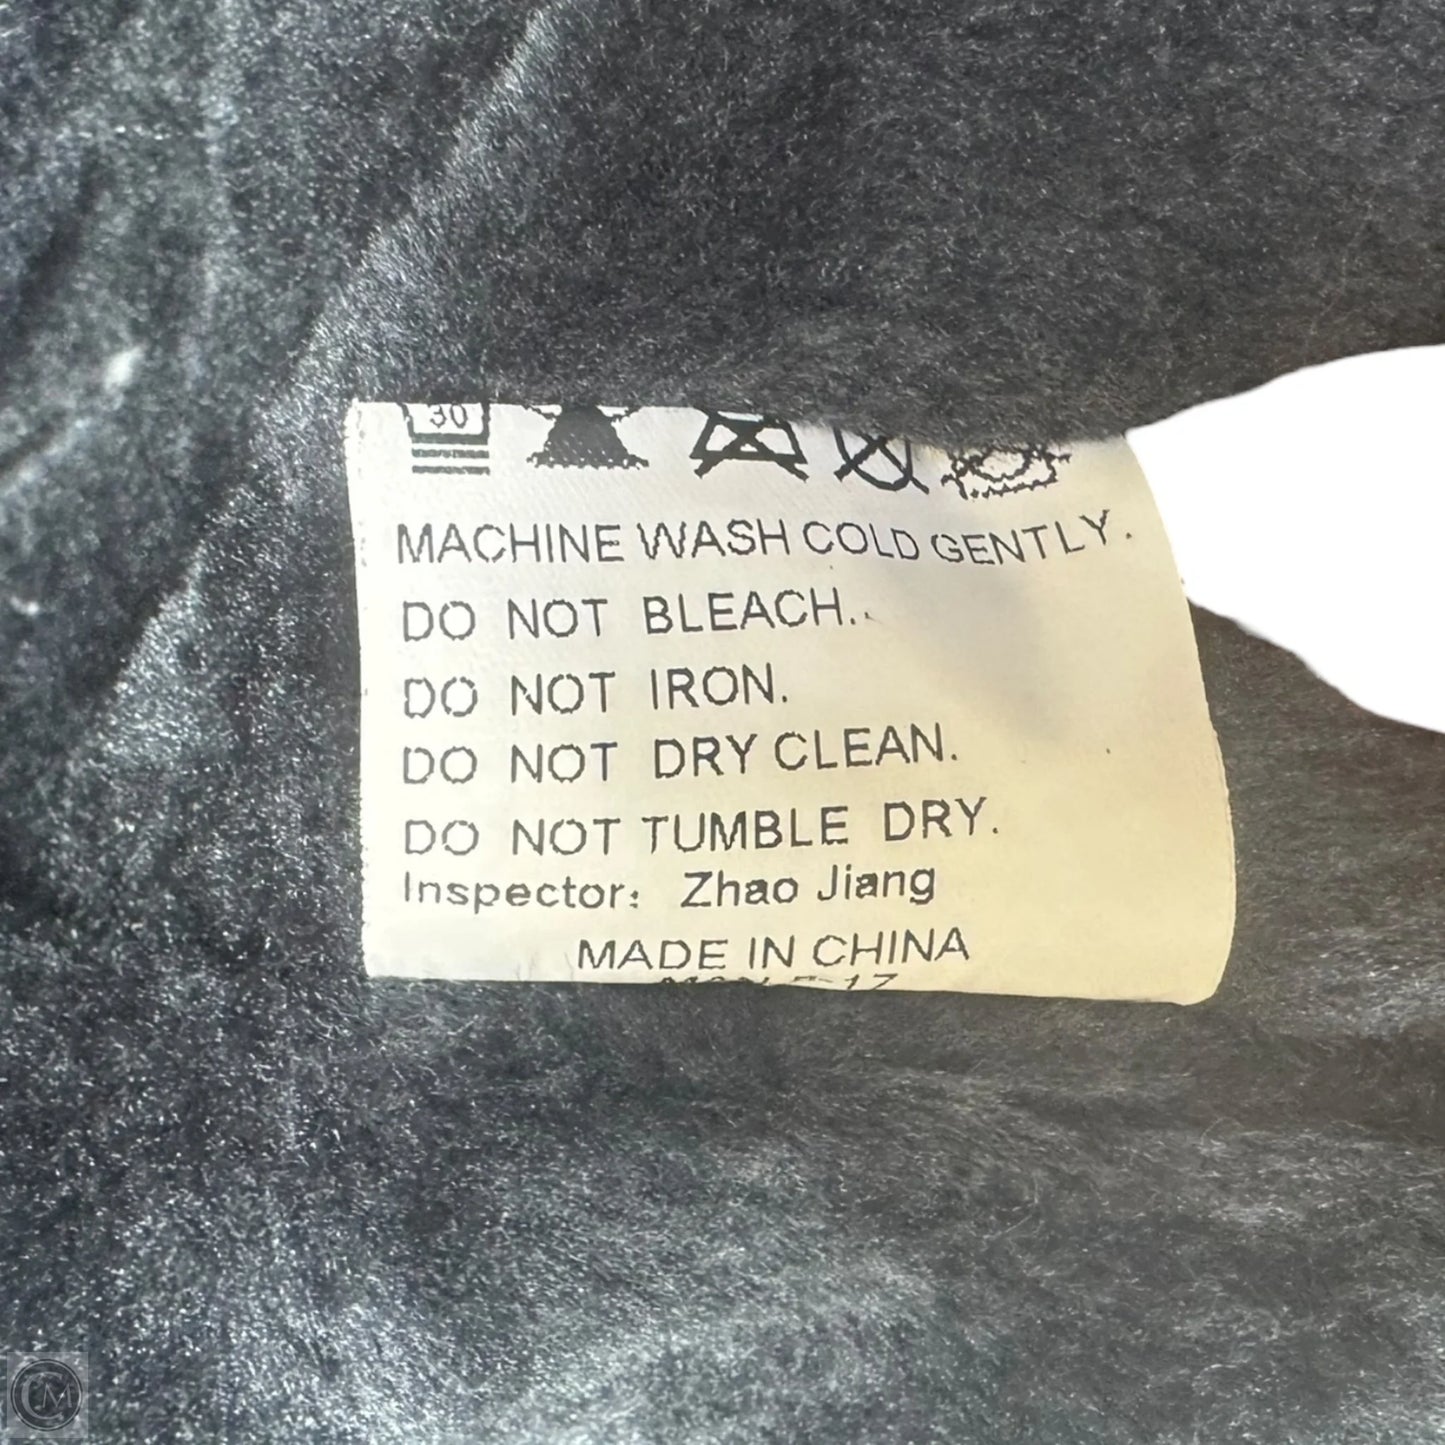 30
MACHINE WASH COLD GENTLY.
DO NOT BLEACH.
DO NOT IRON.
DO NOT DRY CLEAN.
DO NOT TUMBLE DRY.
Inspector: Zhao Jiang
MADE IN CHINA
CM